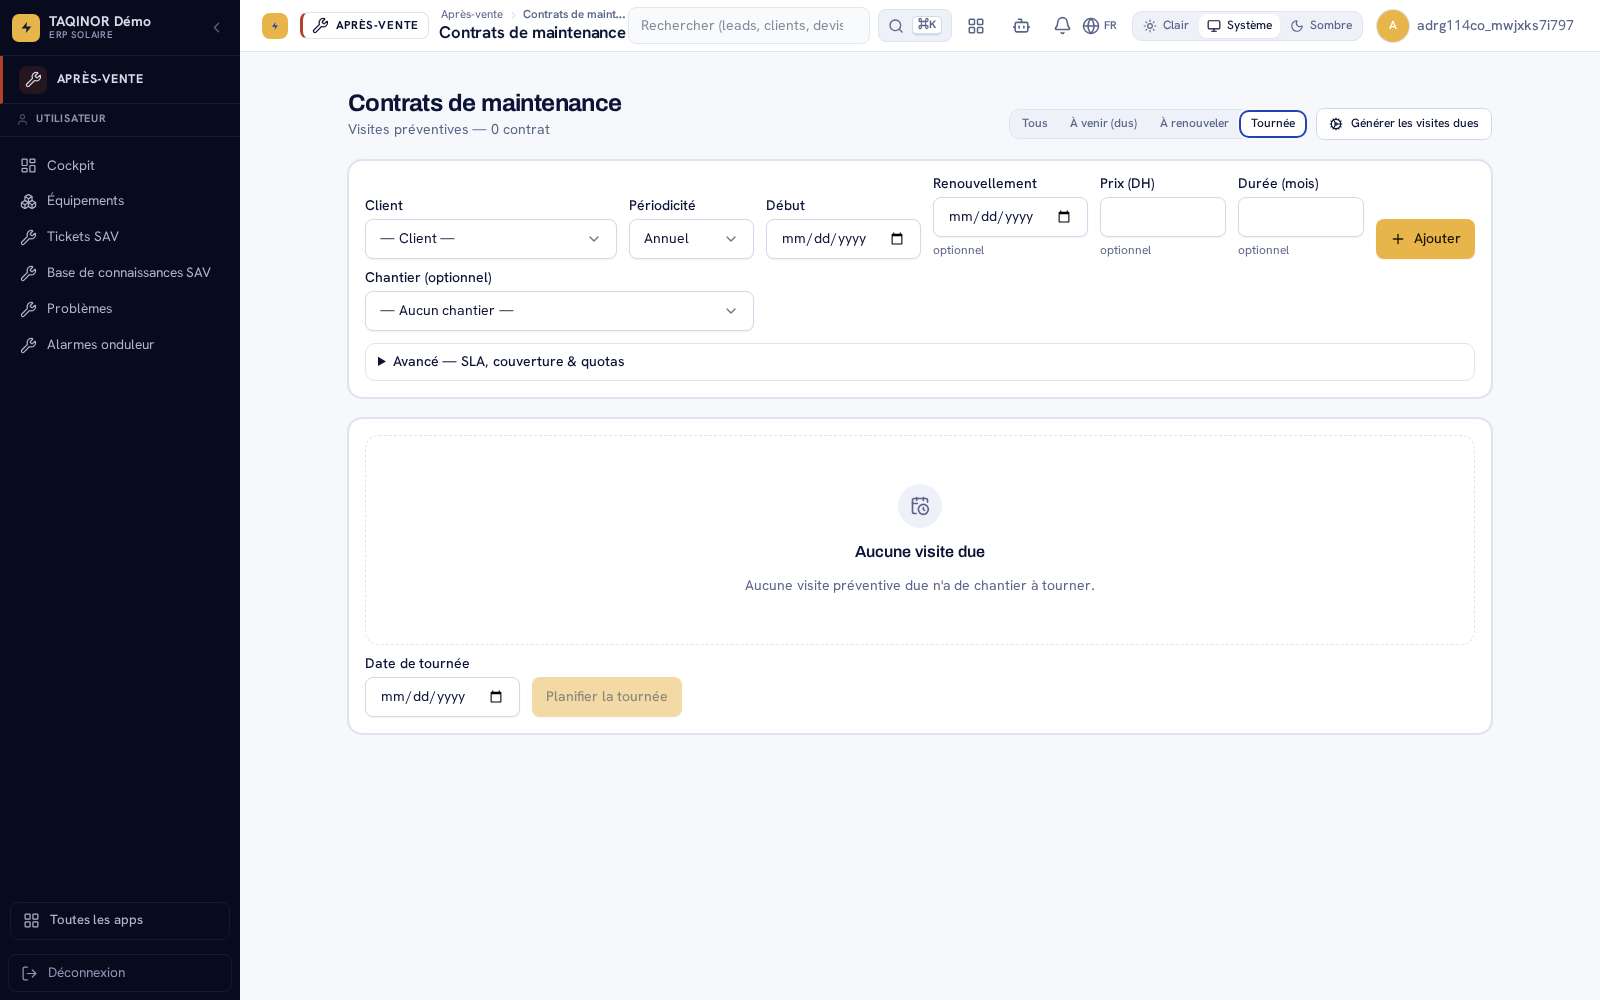 TAQINOR Démo
ERP SOLAIRE
APRÈS-VENTE
UTILISATEUR
Cockpit
Équipements
Tickets SAV
Base de connaissances SAV
Problèmes
Alarmes onduleur
Toutes les apps
Déconnexion
APRÈS-VENTE
Après-vente
Contrats de maint...
Contrats de maintenance
Rechercher (leads, clients, devis
⌘K
FR
Clair
Système
Sombre
A
adrg114co_mwjxks7i797
Contrats de maintenance
Visites préventives — 0 contrat
Tous
À venir (dus)
À renouveler
Tournée
Générer les visites dues
Client
— Client —
Périodicité
Annuel
Début
mm/dd/yyyy
Renouvellement
mm/dd/yyyy
optionnel
Prix (DH)
optionnel
Durée (mois)
optionnel
Ajouter
Chantier (optionnel)
— Aucun chantier —
Avancé — SLA, couverture & quotas
Aucune visite due
Aucune visite préventive due n'a de chantier à tourner.
Date de tournée
mm/dd/yyyy
Planifier la tournée